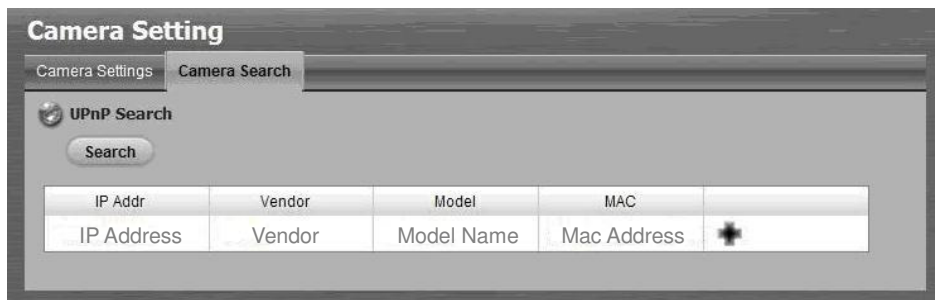 Camera Setting
Camera Settings Camera Search
UPnP Search
Search
IP Addr Vendor Model MAC
IP Address Vendor Model Name Mac Address